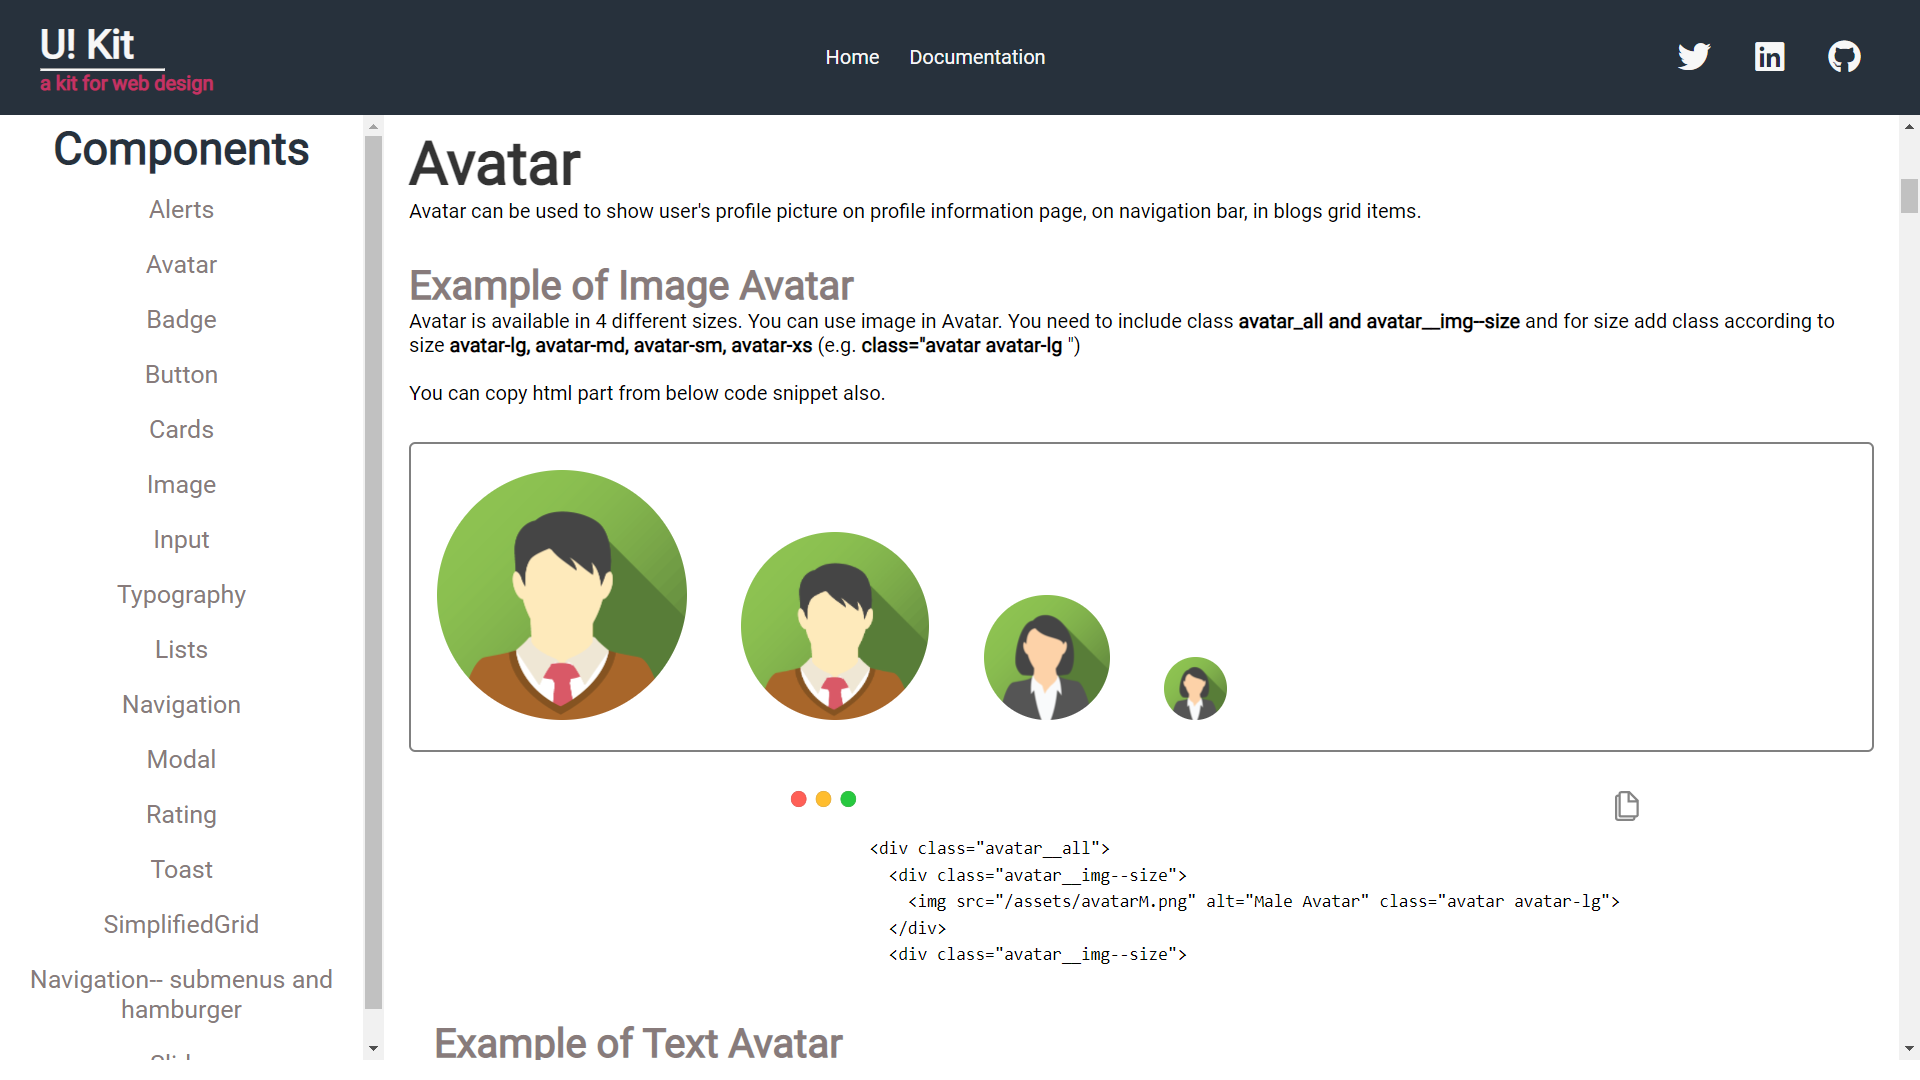 U! Kit
a kit for web design
Home
Documentation
Components
Alerts
Avatar
Badge
Button
Cards
Image
Input
Typography
Lists
Navigation
Modal
Rating
Toast
SimplifiedGrid
Navigation-- submenus and
hamburger
Avatar
Avatar can be used to show user's profile picture on profile information page, on navigation bar, in blogs grid items.
Example of Image Avatar
Avatar is available in 4 different sizes. You can use image in Avatar. You need to include class avatar_all and avatar__img--size and for size add class according to
size avatar-lg, avatar-md, avatar-sm, avatar-xs (e.g. class="avatar avatar-lg ")
You can copy html part from below code snippet also.
<div class="avatar__all">
<div class="avatar__img--size">
<img src="/assets/avatarM.png" alt="Male Avatar" class="avatar avatar-lg">
</div>
<div class="avatar__img--size">
Example of Text Avatar